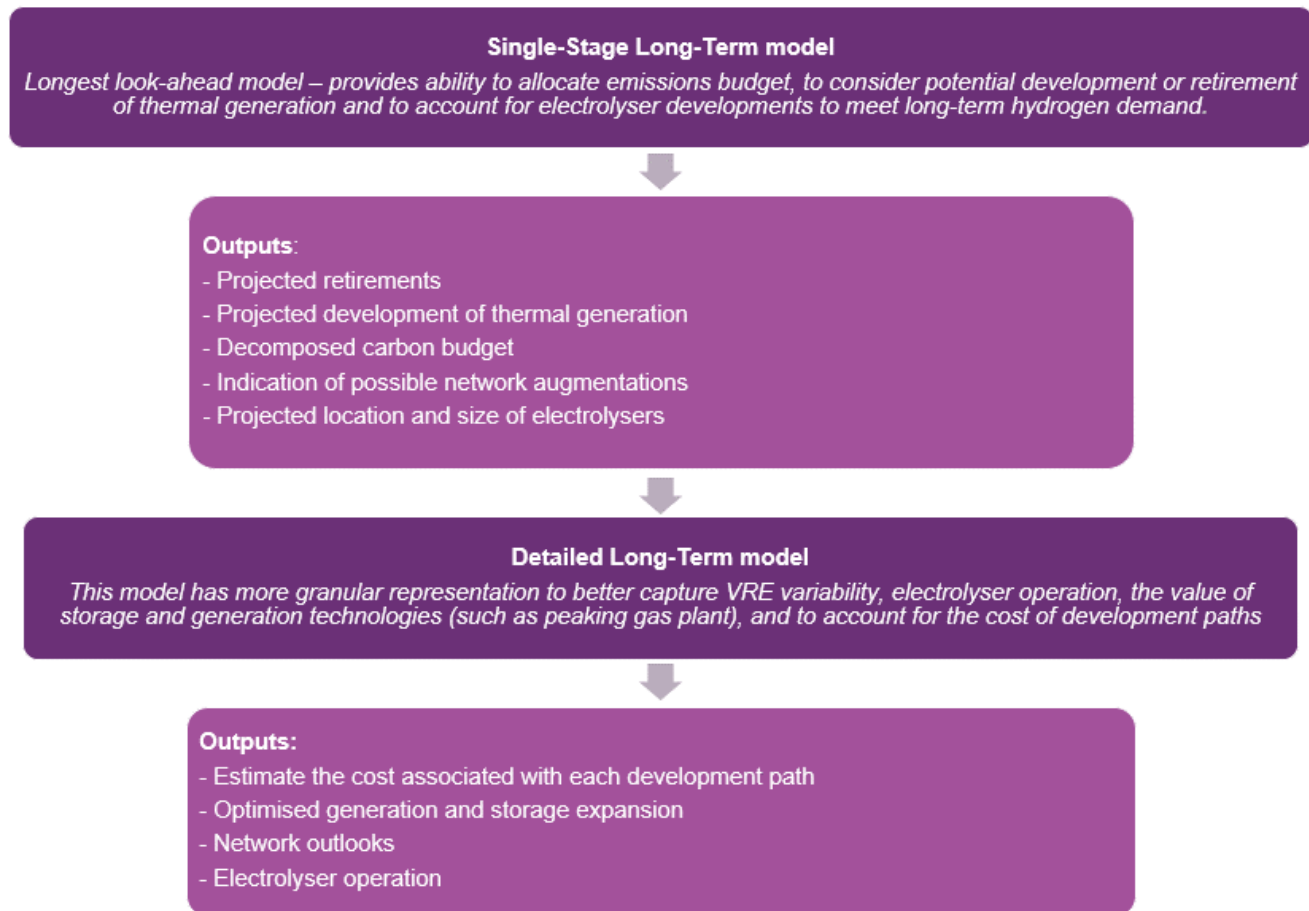 Single-Stage Long-Term model
Longest look-ahead model – provides ability to allocate emissions budget, to consider potential development or retirement
of thermal generation and to account for electrolyser developments to meet long-term hydrogen demand.
Outputs:
- Projected retirements
- Projected development of thermal generation
- Decomposed carbon budget
- Indication of possible network augmentations
- Projected location and size of electrolysers
Detailed Long-Term model
This model has more granular representation to better capture VRE variability, electrolyser operation, the value of
storage and generation technologies (such as peaking gas plant), and to account for the cost of development paths
Outputs:
- Estimate the cost associated with each development path
- Optimised generation and storage expansion
- Network outlooks
- Electrolyser operation